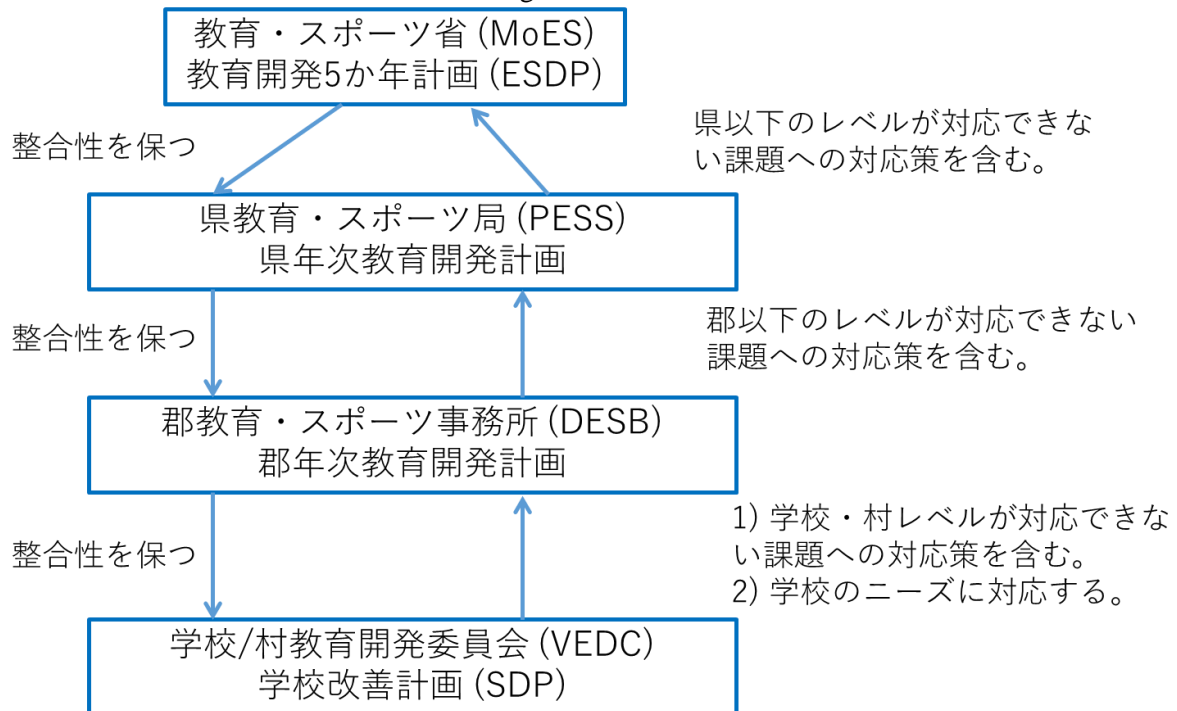 教育・スポーツ省 (MoES)
教育開発5か年計画 (ESDP)
整合性を保つ
県以下のレベルが対応できな
い課題への対応策を含む。
県教育・スポーツ局 (PESS)
県年次教育開発計画
整合性を保つ
郡以下のレベルが対応できない
課題への対応策を含む。
郡教育・スポーツ事務所 (DESB)
郡年次教育開発計画
整合性を保つ
1) 学校・村レベルが対応できな
い課題への対応策を含む。
2) 学校のニーズに対応する。
学校/村教育開発委員会 (VEDC)
学校改善計画 (SDP)